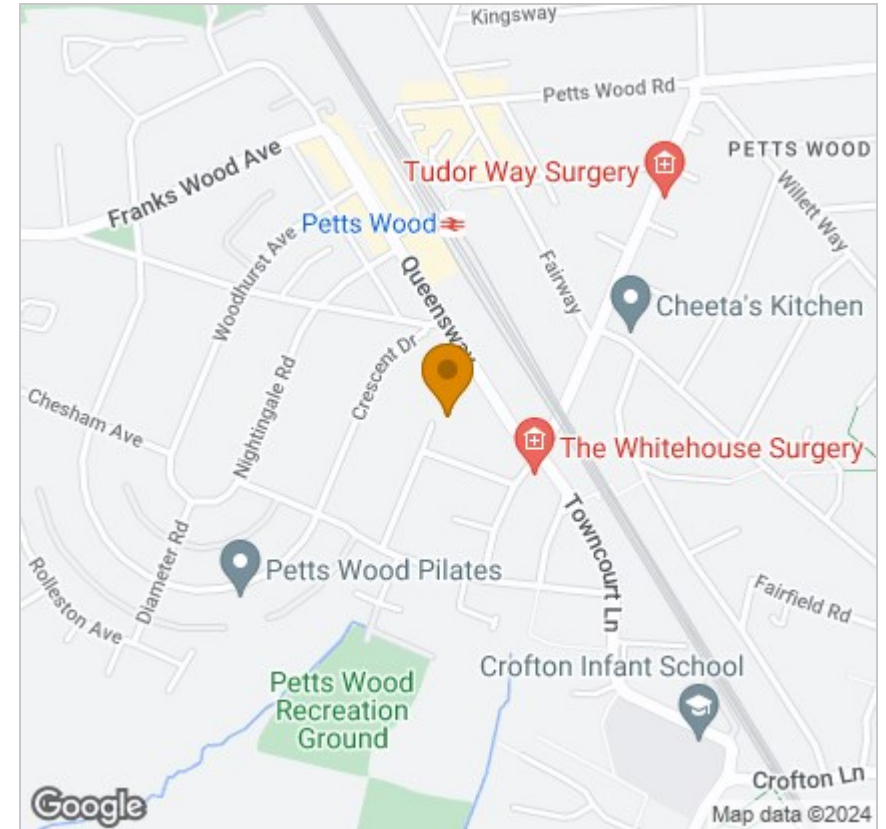 Kingsway
Petts Wood Rd
PETTS WOOD
Tudor Way Surgery
Franks Wood Ave
Willett Way
Petts Wood
Woodhurst Ave
Queensway
Fairway
Cheeta's Kitchen
Crescent Dr
Nightingale Rd
Chesham Ave
The Whitehouse Surgery
Towncourt Ln
Diameter Rd
Petts Wood Pilates
Rolleston Ave
Fairfield Rd
Crofton Infant School
Petts Wood
Recreation
Ground
Crofton Ln
Google
Map data ©2024